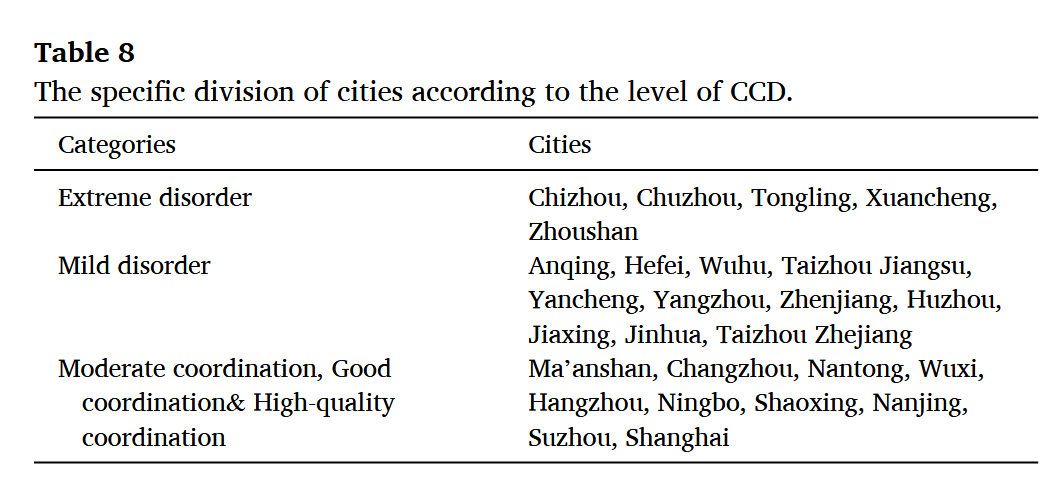 Table 8
The specific division of cities according to the level of CCD.
Categories Cities
Extreme disorder Chizhou, Chuzhou, Tongling, Xuancheng,
Zhoushan
Mild disorder Anqing, Hefei, Wuhu, Taizhou Jiangsu,
Yancheng, Yangzhou, Zhenjiang, Huzhou,
Jiaxing, Jinhua, Taizhou Zhejiang
Moderate coordination, Good Ma’anshan, Changzhou, Nantong, Wuxi,
coordination& High-quality Hangzhou, Ningbo, Shaoxing, Nanjing,
coordination Suzhou, Shanghai